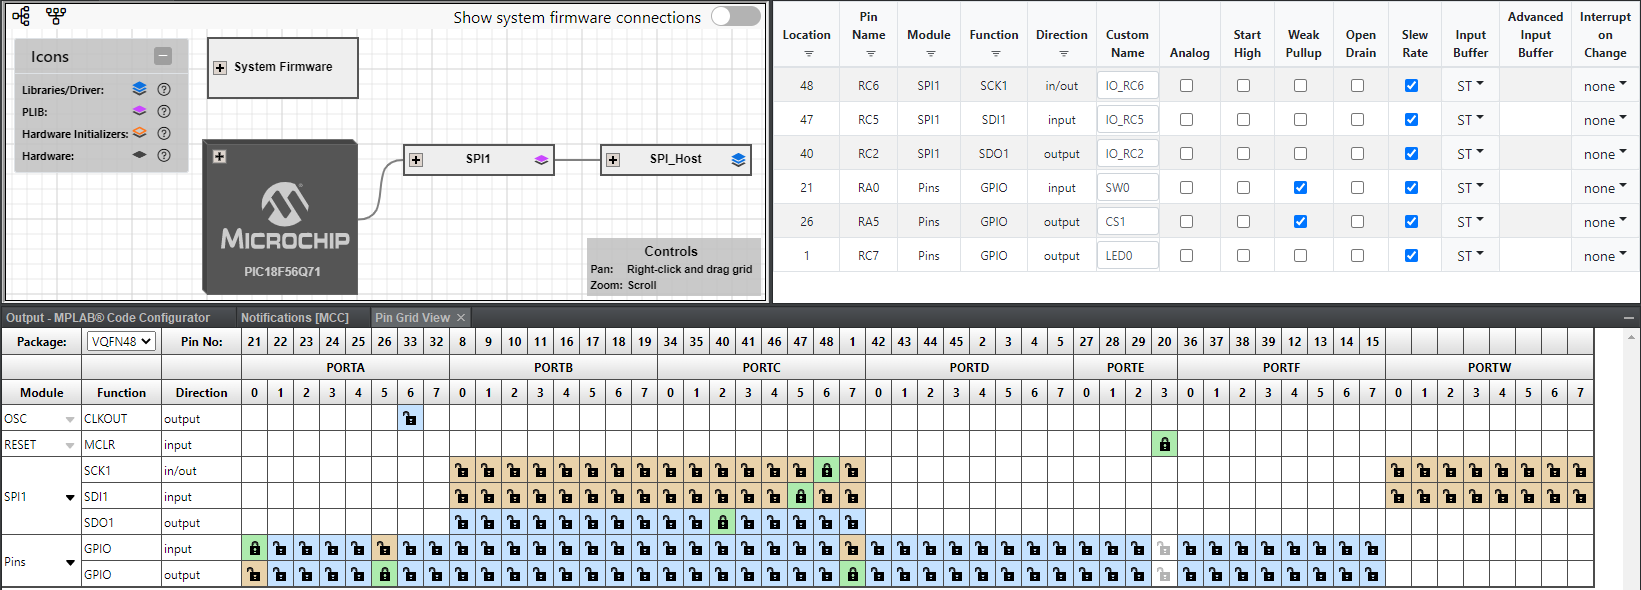 Show system firmware connections
Icons
Libraries/Driver:
PLIB:
Hardware Initializers:
Hardware:
System Firmware
SPI1
SPI_Host
MICROCHIP
PIC18F56Q71
Controls
Pan: Right-click and drag grid
Zoom: Scroll
Location Pin Name Module Function Direction Custom Name Analog Start High Weak Pullup Open Drain Slew Rate Input Buffer Advanced Input Buffer Interrupt on Change
48 RC6 SPI1 SCK1 in/out IO_RC6 ST none
47 RC5 SPI1 SDI1 input IO_RC5 ST none
40 RC2 SPI1 SDO1 output IO_RC2 ST none
21 RA0 Pins GPIO input SW0 ST none
26 RA5 Pins GPIO output CS1 ST none
1 RC7 Pins GPIO output LED0 ST none
Output - MPLAB® Code Configurator Notifications [MCC] Pin Grid View
Package: VQFN48 Pin No: 21 22 23 24 25 26 33 32 8 9 10 11 16 17 18 19 34 35 40 41 46 47 48 1 42 43 44 45 2 3 4 5 27 28 29 20 36 37 38 39 12 13 14 15
PORTA PORTB PORTC PORTD PORTE PORTF PORTW
Module Function Direction 0 1 2 3 4 5 6 7 0 1 2 3 4 5 6 7 0 1 2 3 4 5 6 7 0 1 2 3 4 5 6 7 0 1 2 3 0 1 2 3 4 5 6 7 0 1 2 3 4 5 6 7
OSC CLKOUT output
RESET MCLR input
SCK1 in/out
SPI1 SDI1 input
SDO1 output
GPIO input
Pins
GPIO output